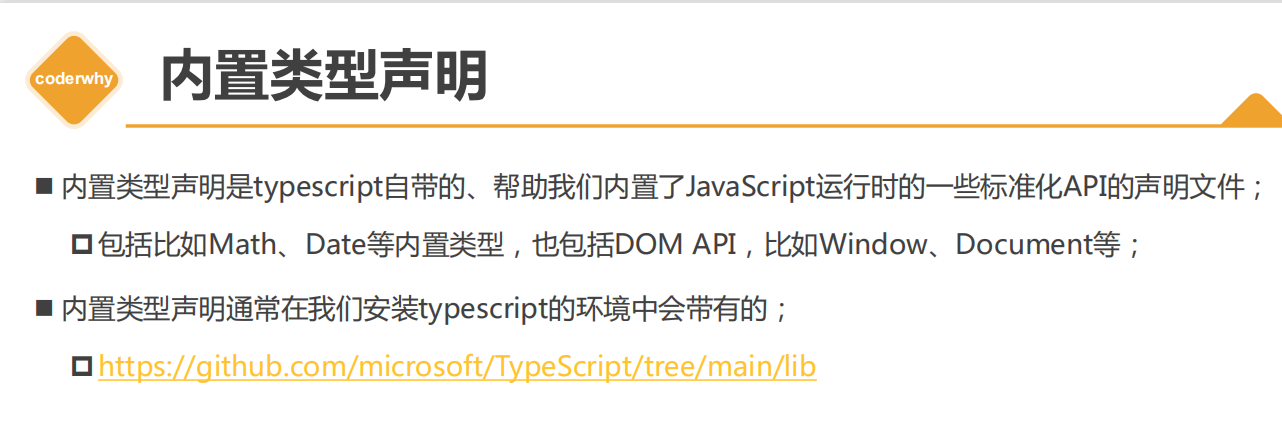 coderwhy
内置类型声明
内置类型声明是typescript自带的、帮助我们内置了JavaScript运行时的一些标准化API的声明文件；
包括比如Math、Date等内置类型，也包括DOM API，比如Window、Document等；
内置类型声明通常在我们安装typescript的环境中会带有的；
https://github.com/microsoft/TypeScript/tree/main/lib